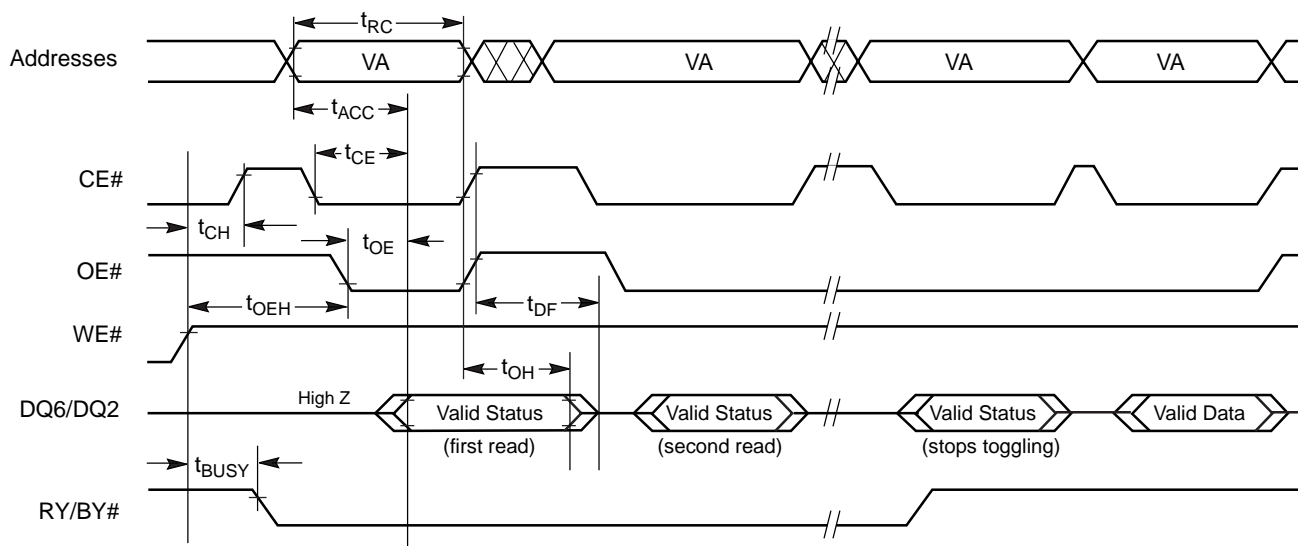 tRC
Addresses VA VA VA VA
tACC
tCE
CE#
tCH
tOE
OE#
tOEH
tDF
WE#
tOH
High Z
DQ6/DQ2 Valid Status Valid Status Valid Status Valid Data
(first read) (second read) (stops toggling)
tBUSY
RY/BY#